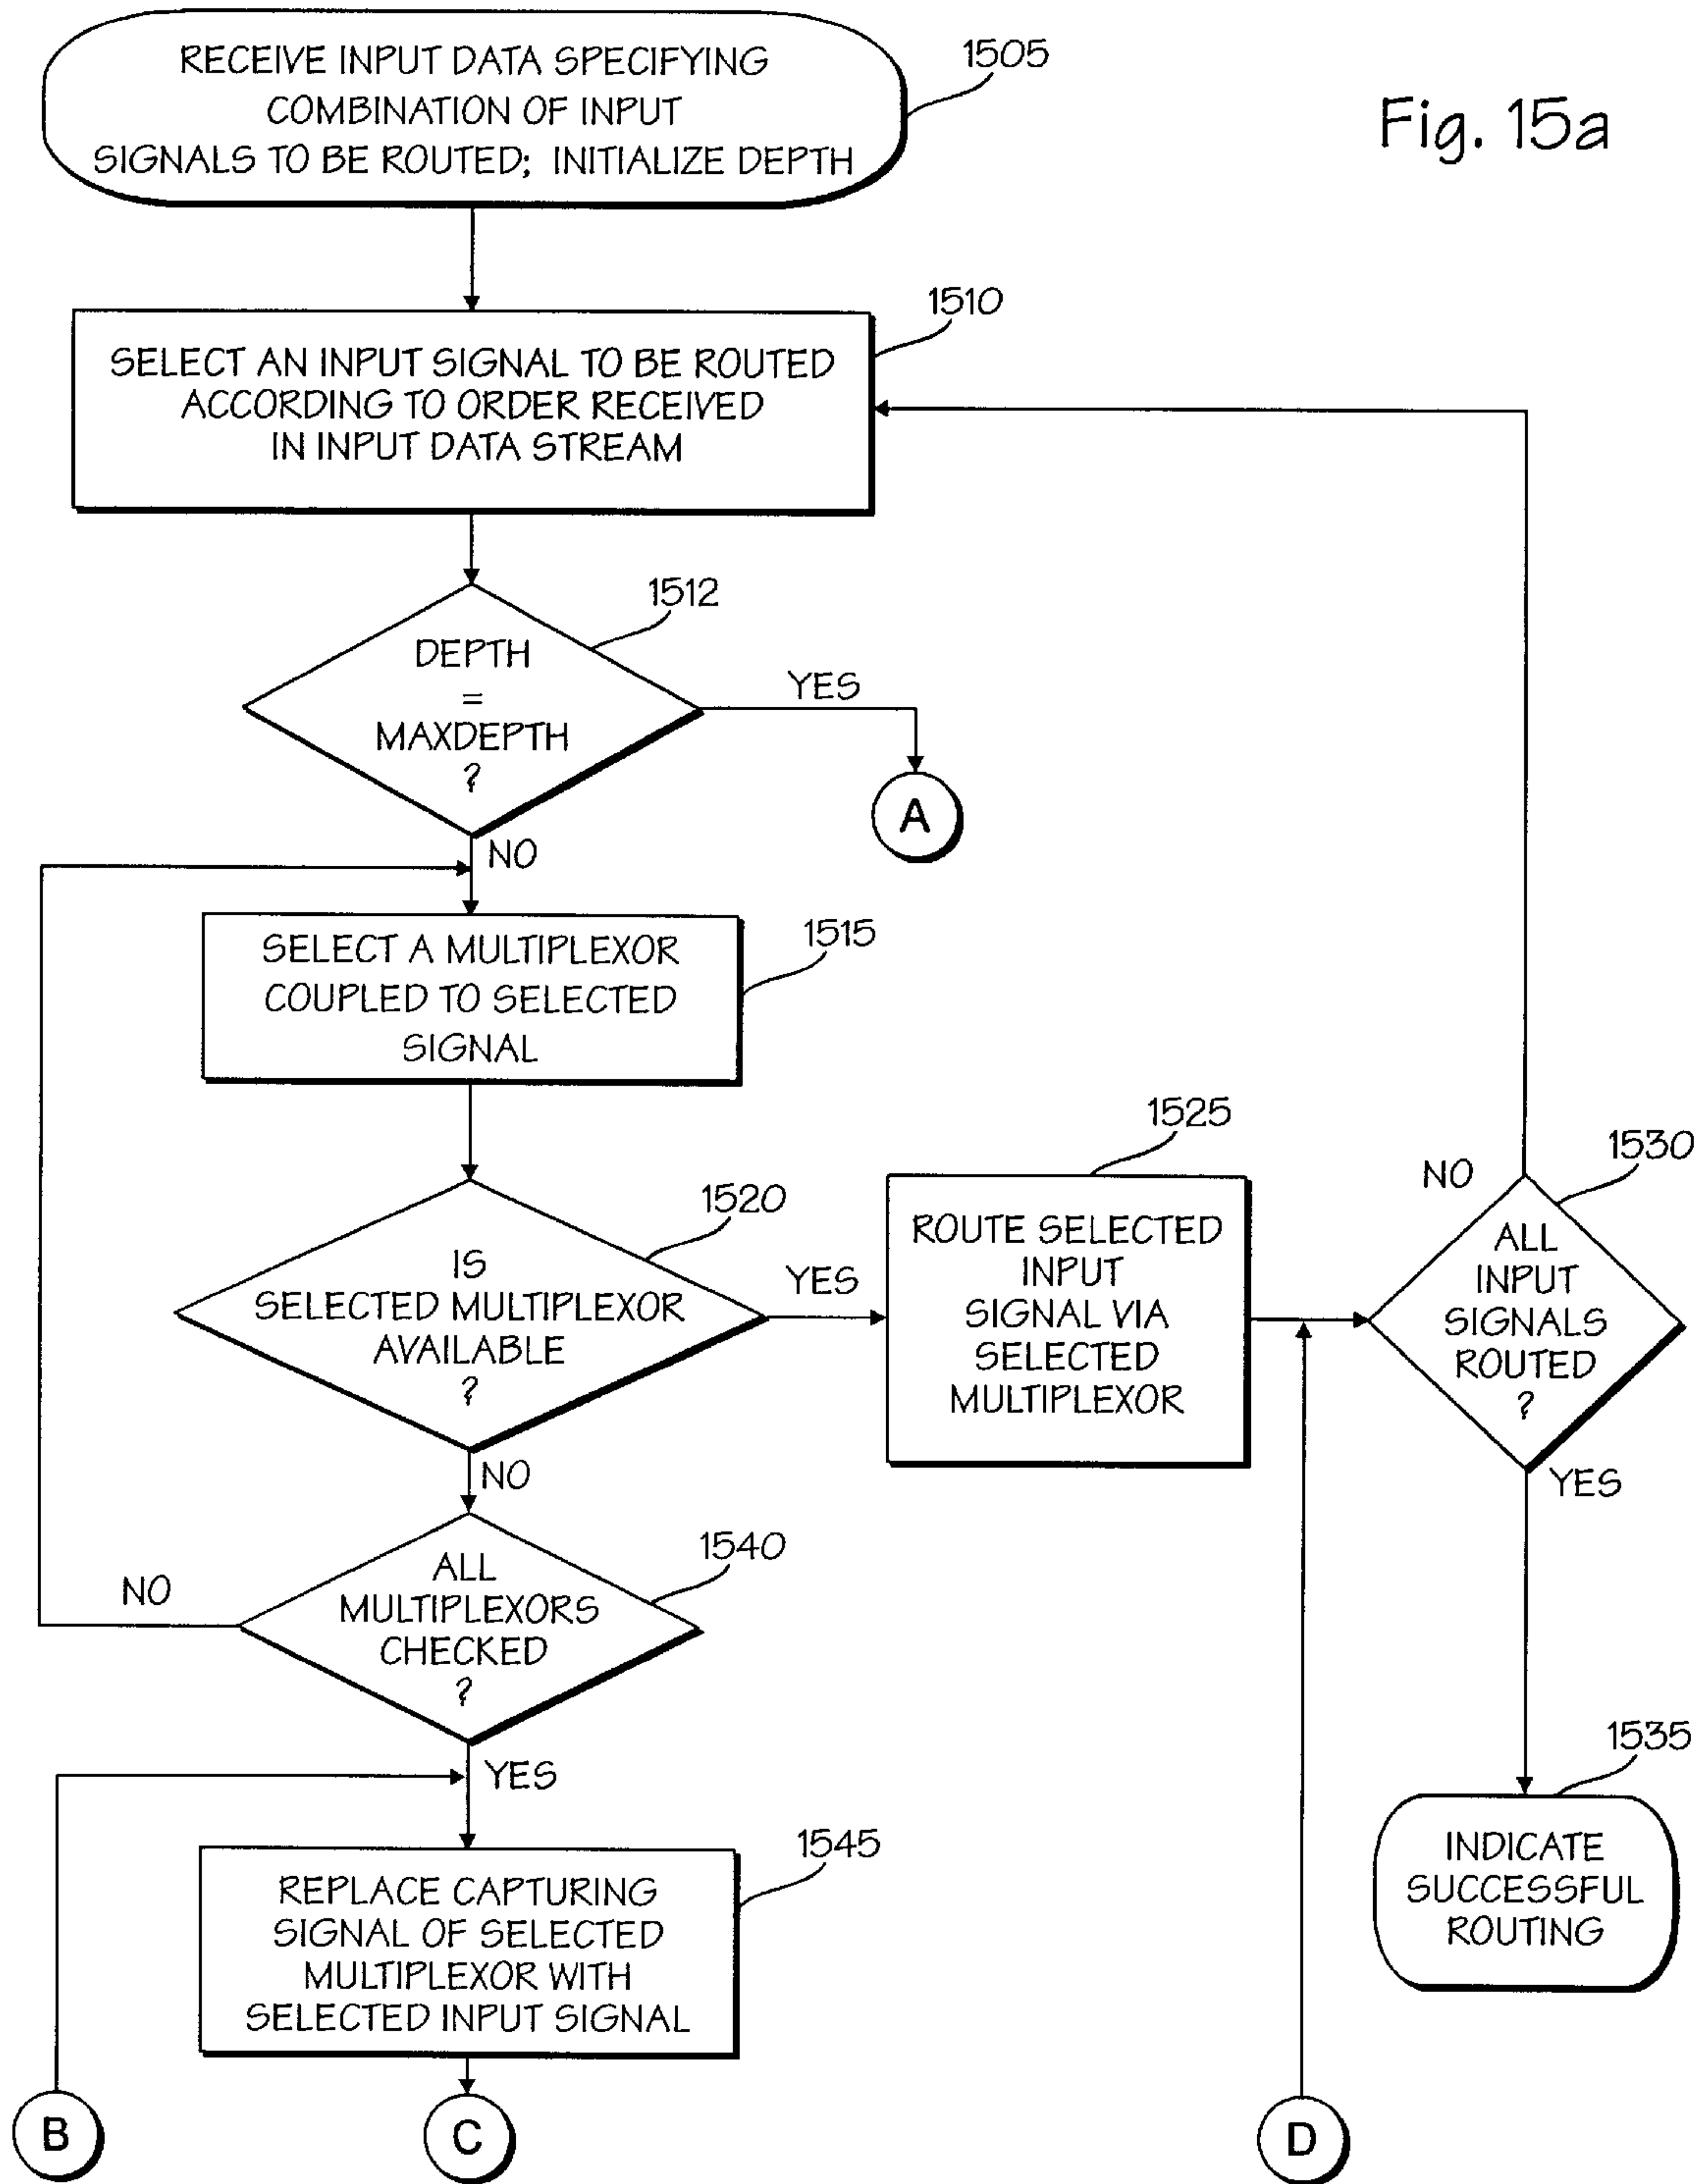 RECEIVE INPUT DATA SPECIFYING
COMBINATION OF INPUT
SIGNALS TO BE ROUTED; INITIALIZE DEPTH
1505
Fig. 15a
1510
SELECT AN INPUT SIGNAL TO BE ROUTED
ACCORDING TO ORDER RECEIVED
IN INPUT DATA STREAM
1512
DEPTH
=
MAXDEPTH
?
YES
A
NO
1515
SELECT A MULTIPLEXOR
COUPLED TO SELECTED
SIGNAL
1520
IS
SELECTED MULTIPLEXOR
AVAILABLE
?
YES
1525
ROUTE SELECTED
INPUT
SIGNAL VIA
SELECTED
MULTIPLEXOR
1530
NO
ALL
INPUT
SIGNALS
ROUTED
?
YES
NO
1540
ALL
MULTIPLEXORS
CHECKED
?
NO
YES
1535
INDICATE
SUCCESSFUL
ROUTING
1545
REPLACE CAPTURING
SIGNAL OF SELECTED
MULTIPLEXOR WITH
SELECTED INPUT SIGNAL
B
C
D